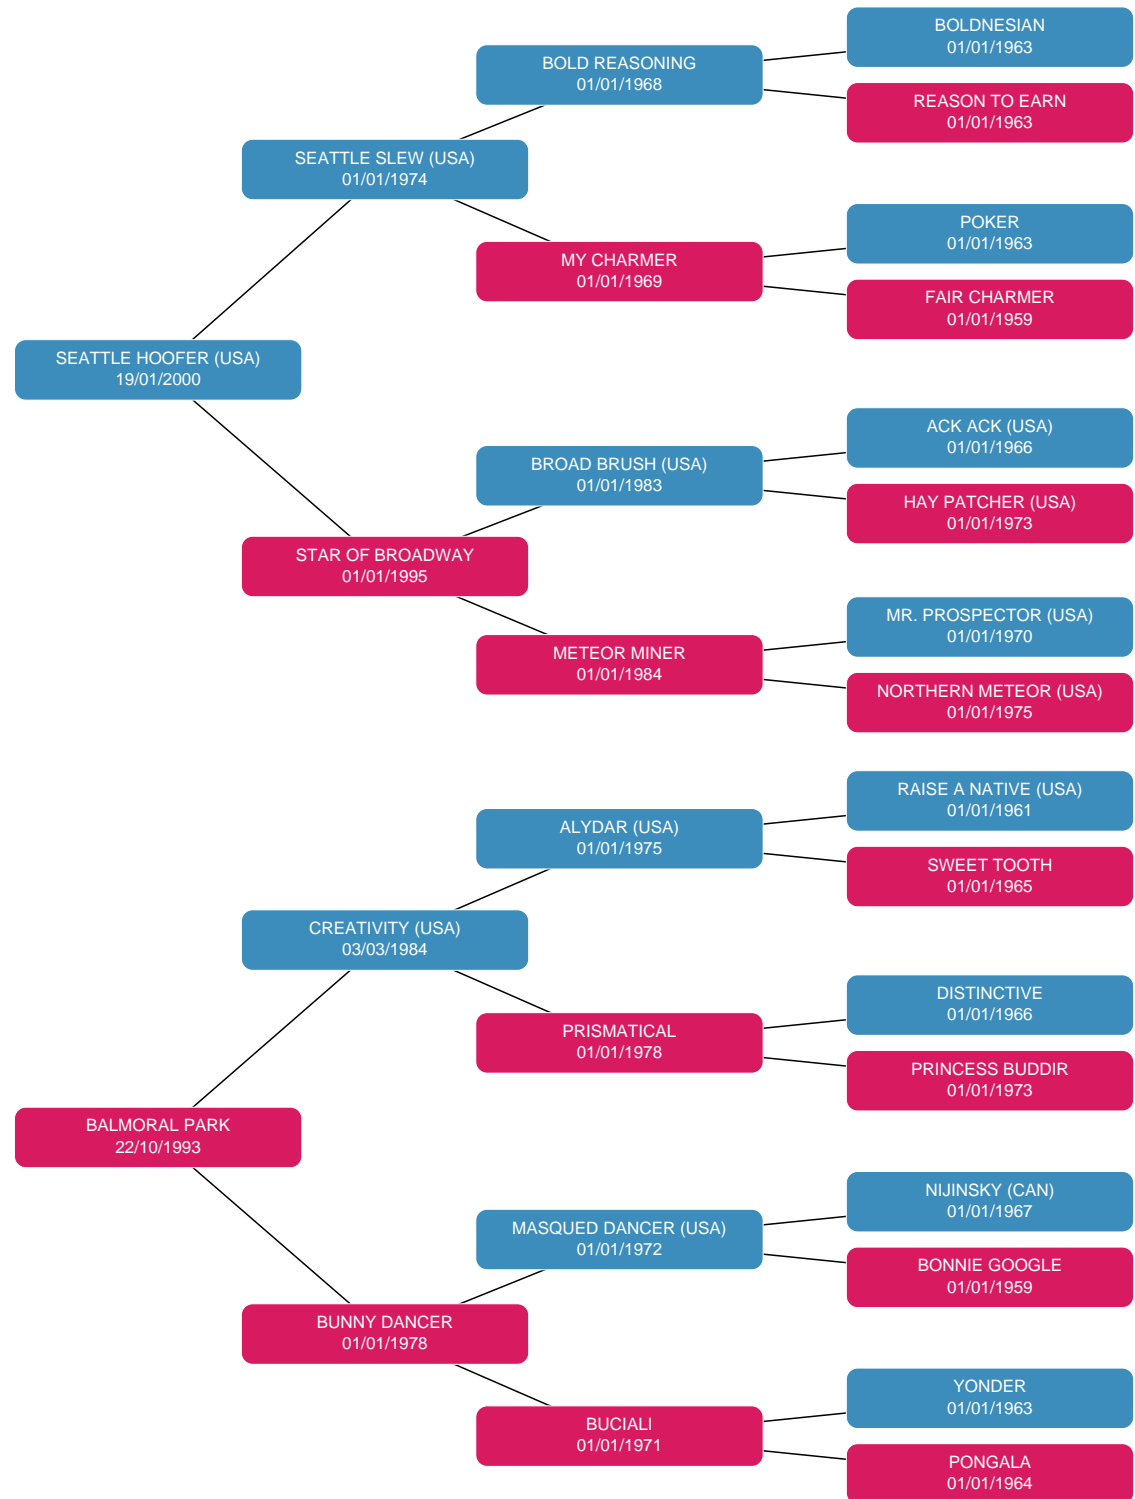 BOLDNESIAN
01/01/1963
BOLD REASONING
01/01/1968
REASON TO EARN
01/01/1963
SEATTLE SLEW (USA)
01/01/1974
POKER
01/01/1963
MY CHARMER
01/01/1969
FAIR CHARMER
01/01/1959
SEATTLE HOOFER (USA)
19/01/2000
ACK ACK (USA)
01/01/1966
BROAD BRUSH (USA)
01/01/1983
HAY PATCHER (USA)
01/01/1973
STAR OF BROADWAY
01/01/1995
MR. PROSPECTOR (USA)
01/01/1970
METEOR MINER
01/01/1984
NORTHERN METEOR (USA)
01/01/1975
RAISE A NATIVE (USA)
01/01/1961
ALYDAR (USA)
01/01/1975
SWEET TOOTH
01/01/1965
CREATIVITY (USA)
03/03/1984
DISTINCTIVE
01/01/1966
PRISMATICAL
01/01/1978
PRINCESS BUDDIR
01/01/1973
BALMORAL PARK
22/10/1993
NIJINSKY (CAN)
01/01/1967
MASQUED DANCER (USA)
01/01/1972
BONNIE GOOGLE
01/01/1959
BUNNY DANCER
01/01/1978
YONDER
01/01/1963
BUCIALI
01/01/1971
PONGALA
01/01/1964